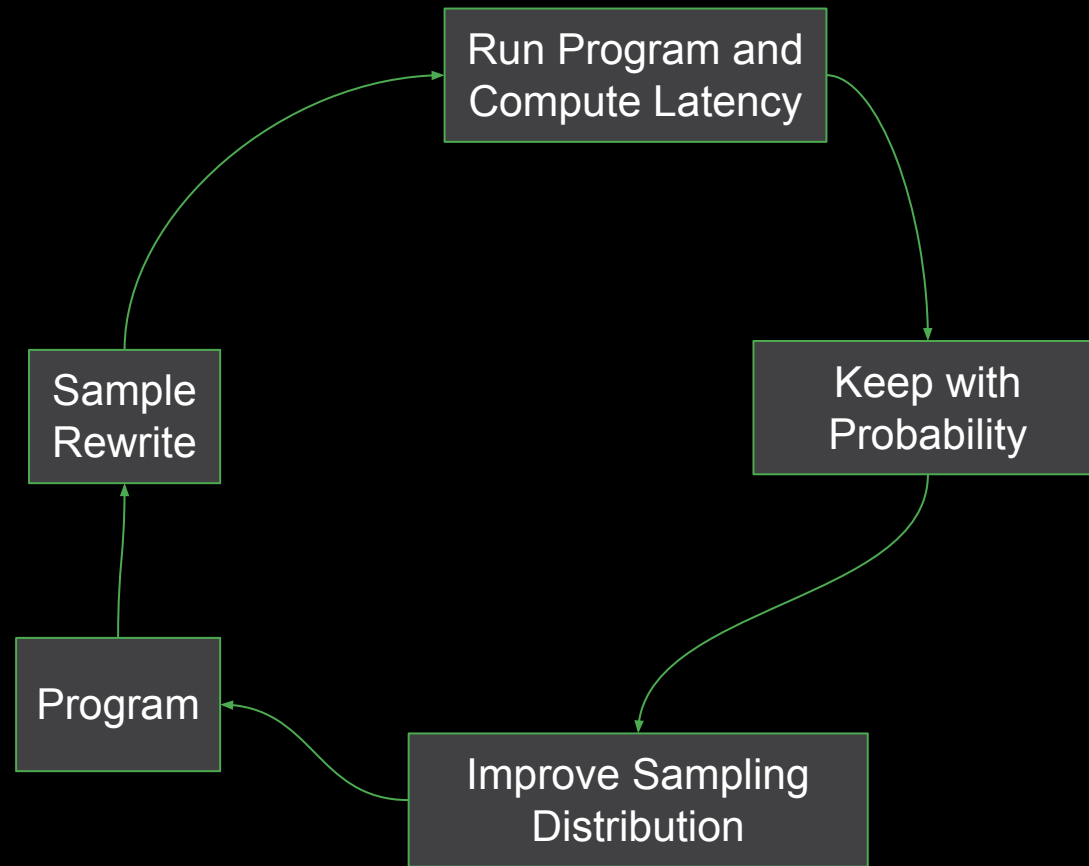 Run Program and
Compute Latency
Keep with
Probability
Improve Sampling
Distribution
Program
Sample
Rewrite